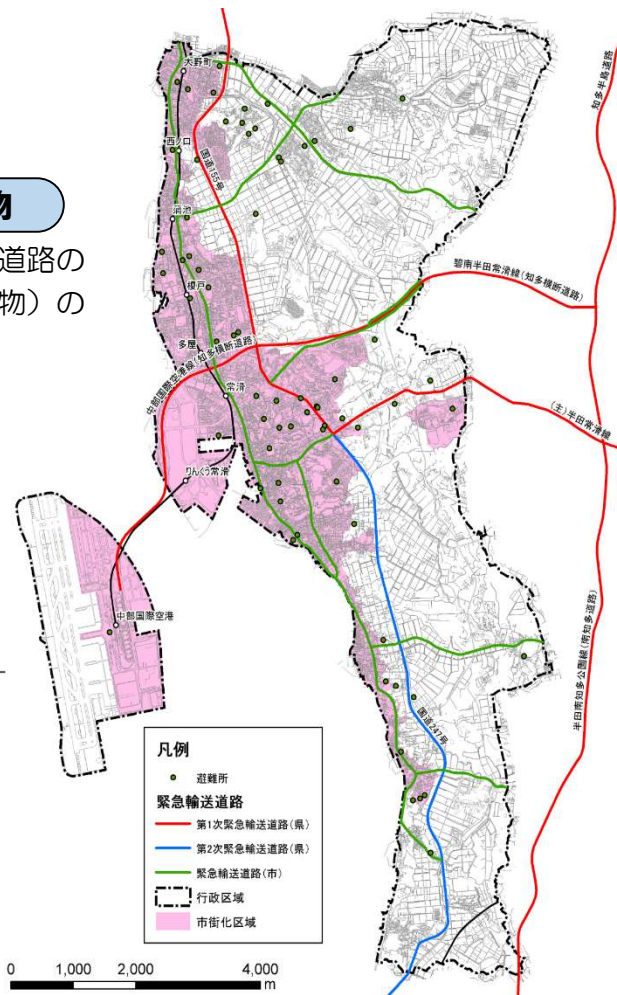 物
道路の
物）の
大野町
西ノ口
蒲池
榎戸
多屋
常滑
りんくう常滑
中部国際空港
国道155号
知多半島道路
碧南半田常滑線(知多横断道路)
中部国際空港線(知多横断道路)
(主)半田常滑線
半田南知多公園線(南知多道路)
国道247号
凡例
避難所
緊急輸送道路
第1次緊急輸送道路(県)
第2次緊急輸送道路(県)
緊急輸送道路(市)
行政区域
市街化区域
0 1,000 2,000 4,000
m